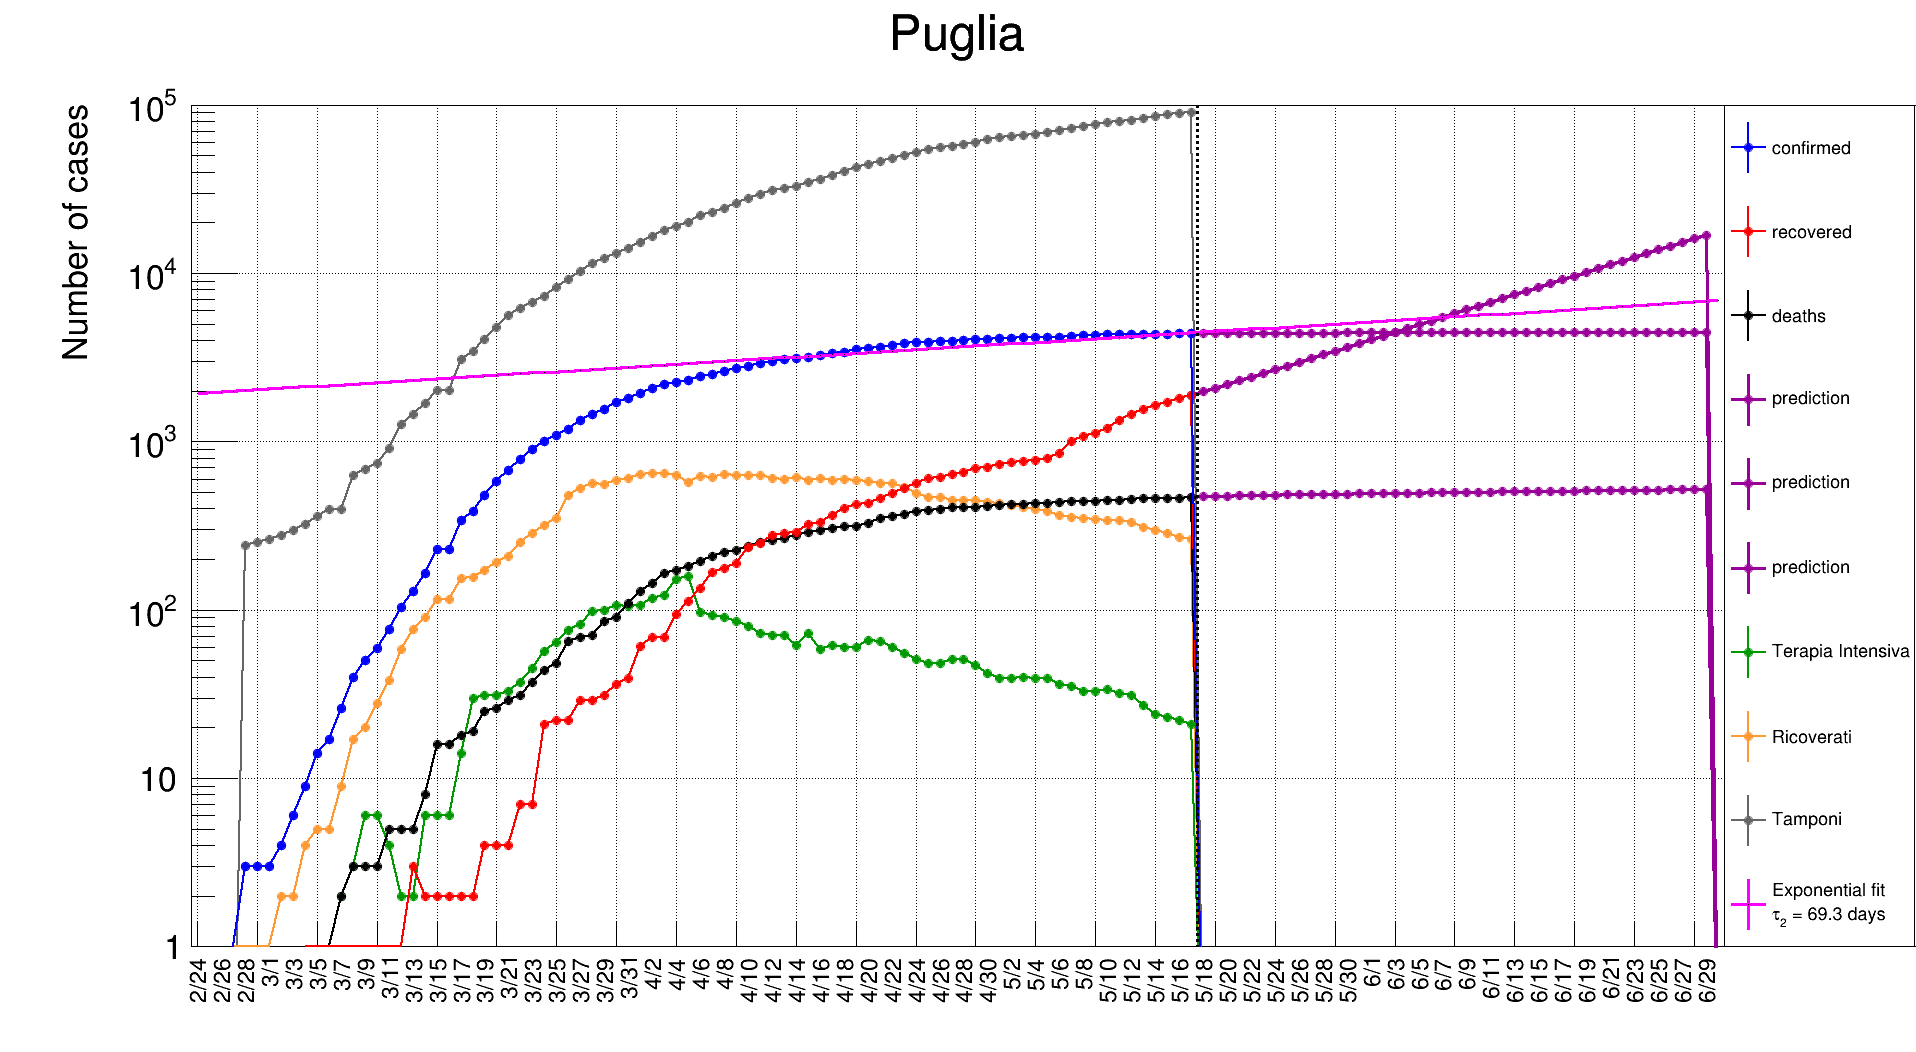 Puglia
Number of cases
10^5
10^4
10^3
10^2
10
1
2/24 2/26 2/28 3/1 3/3 3/5 3/7 3/9 3/11 3/13 3/15 3/17 3/19 3/21 3/23 3/25 3/27 3/29 3/31 4/2 4/4 4/6 4/8 4/10 4/12 4/14 4/16 4/18 4/20 4/22 4/24 4/26 4/28 4/30 5/2 5/4 5/6 5/8 5/10 5/12 5/14 5/16 5/18 5/20 5/22 5/24 5/26 5/28 5/30 6/1 6/3 6/5 6/7 6/9 6/11 6/13 6/15 6/17 6/19 6/21 6/23 6/25 6/27 6/29
confirmed
recovered
deaths
prediction
prediction
prediction
Terapia Intensiva
Ricoverati
Tamponi
Exponential fit
τ₂ = 69.3 days